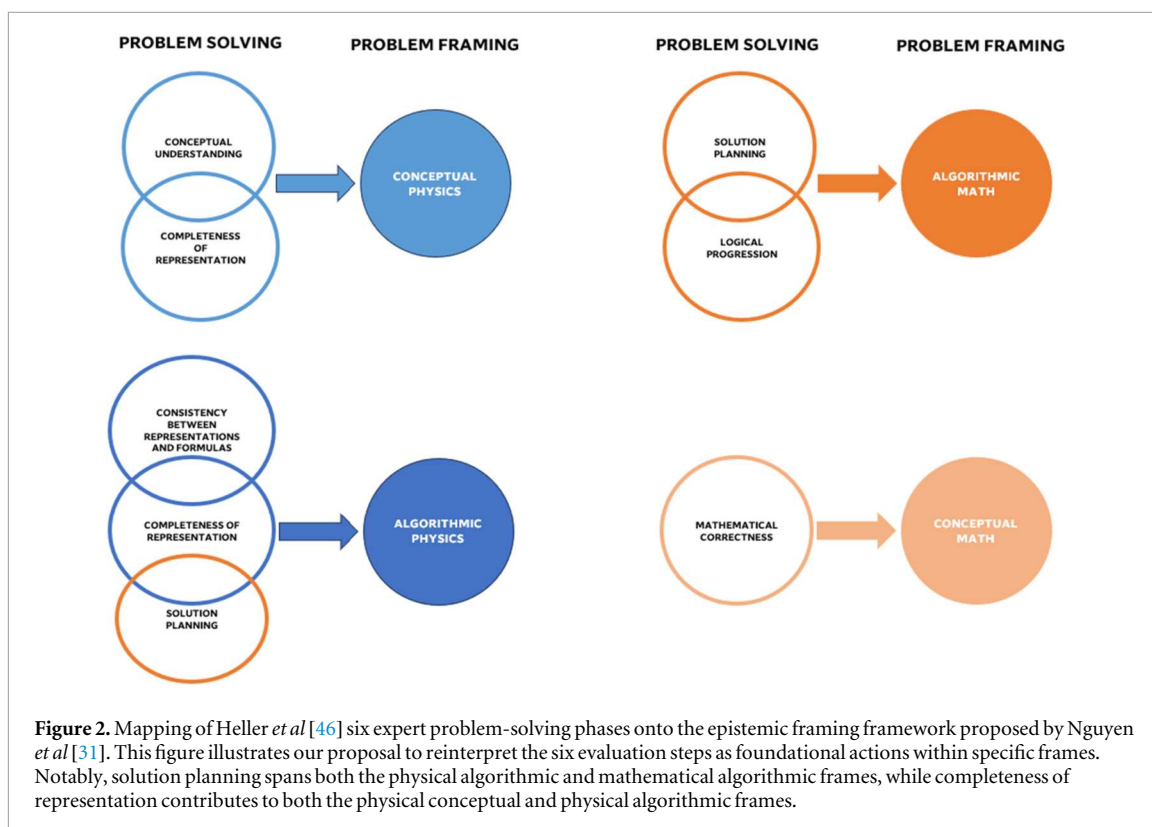 PROBLEM SOLVING
PROBLEM FRAMING
CONCEPTUAL
UNDERSTANDING
COMPLETENESS
OF
REPRESENTATION
CONCEPTUAL
PHYSICS
PROBLEM SOLVING
PROBLEM FRAMING
SOLUTION
PLANNING
LOGICAL
PROGRESSION
ALGORITHMIC
MATH
CONSISTENCY
BETWEEN
REPRESENTATIONS
AND FORMULAS
COMPLETENESS OF
REPRESENTATION
SOLUTION
PLANNING
ALGORITHMIC
PHYSICS
MATHEMATICAL
CORRECTNESS
CONCEPTUAL
MATH
Figure 2. Mapping of Heller et al [46] six expert problem-solving phases onto the epistemic framing framework proposed by Nguyen
et al [31]. This figure illustrates our proposal to reinterpret the six evaluation steps as foundational actions within specific frames.
Notably, solution planning spans both the physical algorithmic and mathematical algorithmic frames, while completeness of
representation contributes to both the physical conceptual and physical algorithmic frames.